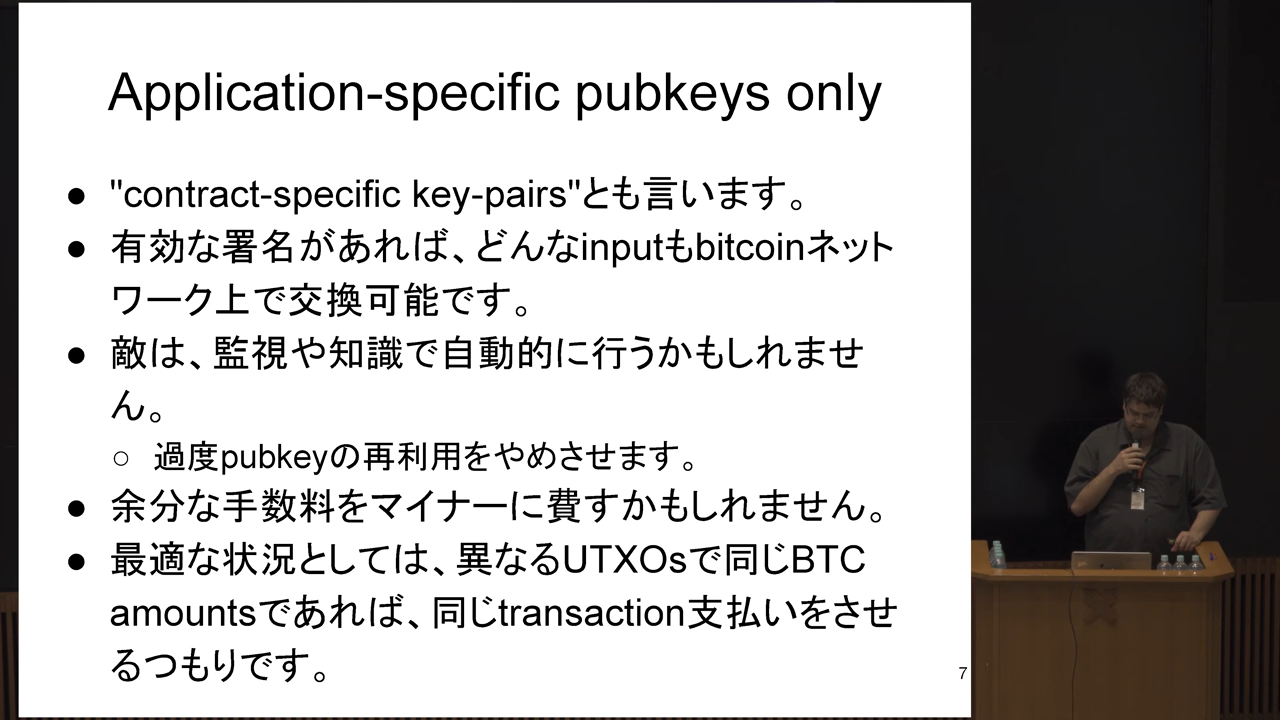 Application-specific pubkeys only
● "contract-specific key-pairs"とも言います。
● 有効な署名があれば、どんなinputもbitcoinネット
ワーク上で交換可能です。
● 敵は、監視や知識で自動的に行うかもしれませ
ん。
○ 過度pubkeyの再利用をやめさせます。
● 余分な手数料をマイナーに費すかもしれません。
● 最適な状況としては、異なるUTXOsで同じBTC
amountsであれば、同じtransaction支払いをさせ
るつもりです。
7